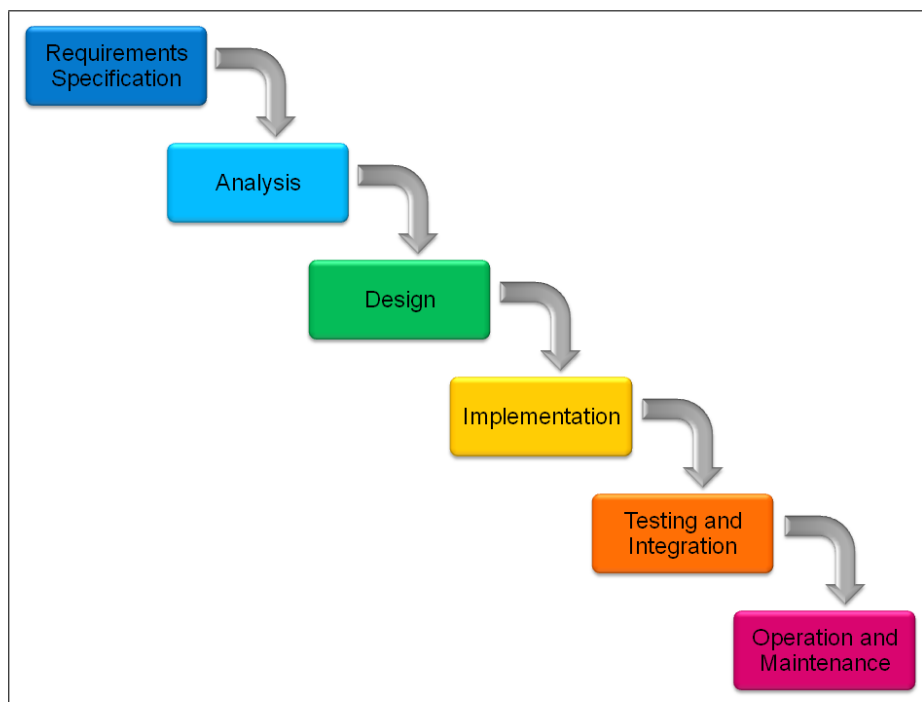 Requirements
Specification
Analysis
Design
Implementation
Testing and
Integration
Operation and
Maintenance